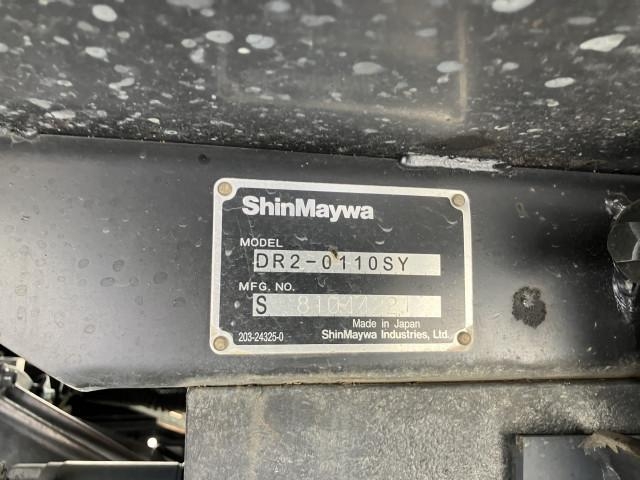 ShinMaywa
MODEL
DR2-0110SY
MFG. NO.
S
Made in Japan
203-24325-0 ShinMaywa Industries, Ltd.